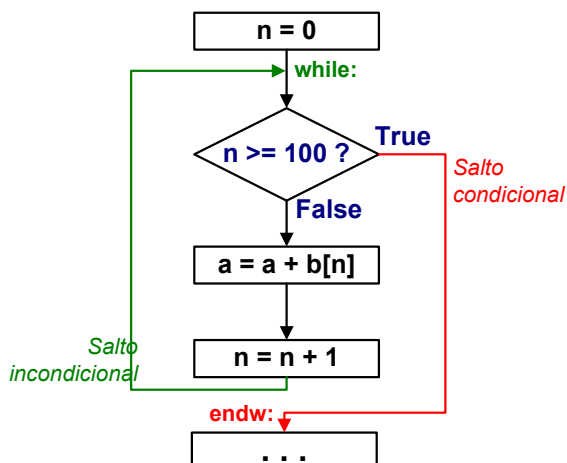 n = 0
while:
n >= 100 ?
True
Salto
condicional
False
a = a + b[n]
Salto
incondicional
n = n + 1
endw:
. . .